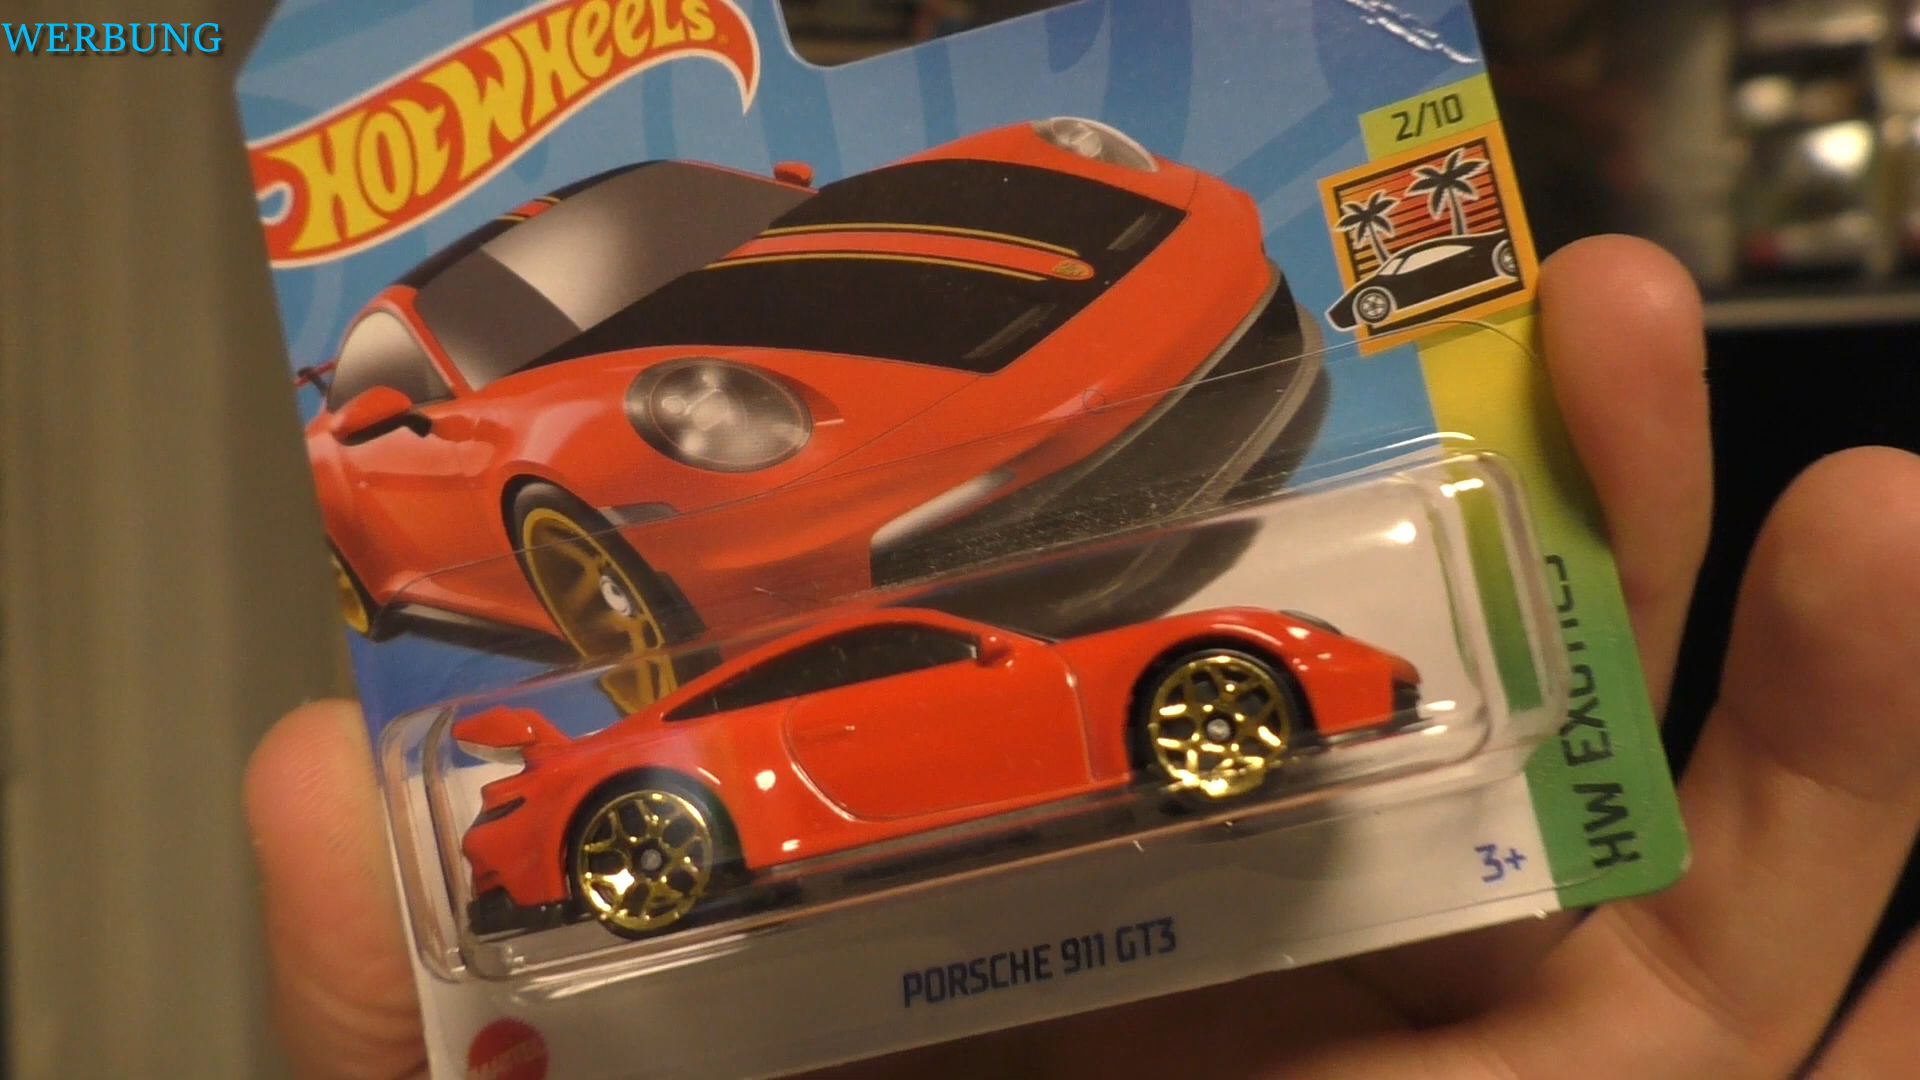 WERBUNG
HOT WHEELS
2/10
HW EXOTICS
3+
PORSCHE 911 GT3
MATTEL